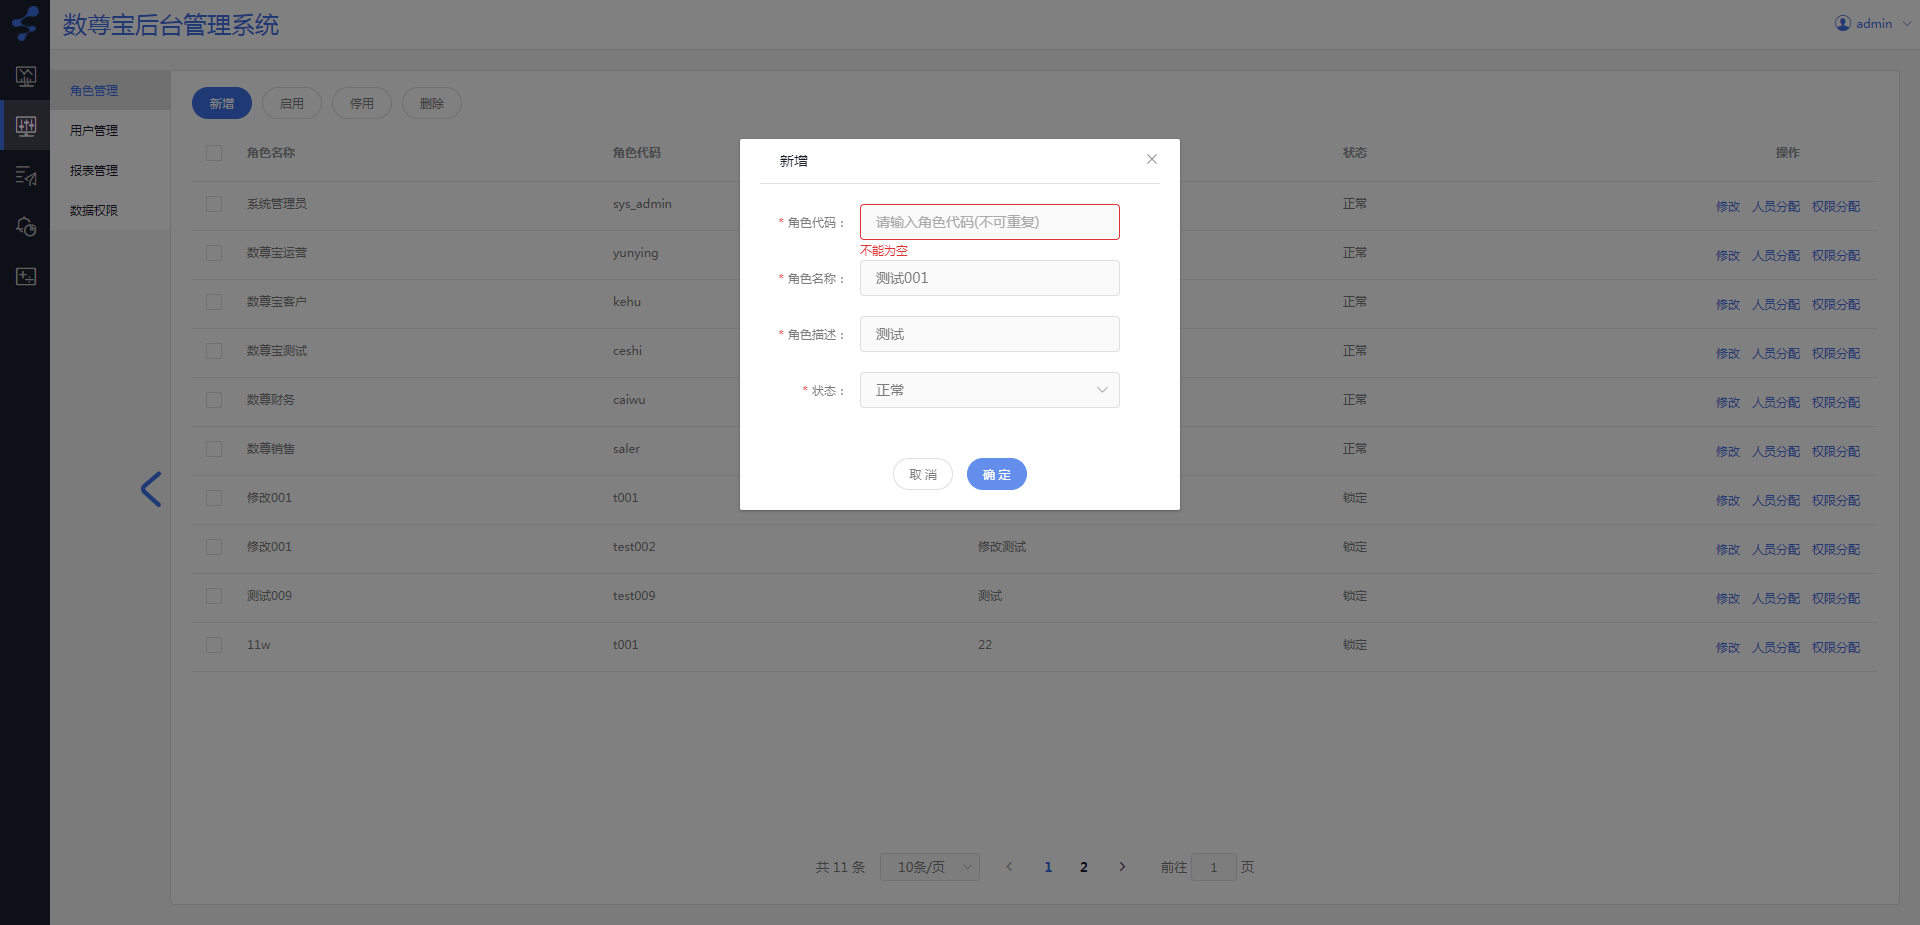 数尊宝后台管理系统
admin
角色管理
用户管理
报表管理
数据权限
新增 启用 停用 删除
角色名称 角色代码 状态 操作
系统管理员 sys_admin 正常 修改 人员分配 权限分配
数尊宝运营 yunying 正常 修改 人员分配 权限分配
数尊宝客户 kehu 正常 修改 人员分配 权限分配
数尊宝测试 ceshi 正常 修改 人员分配 权限分配
数尊财务 caiwu 正常 修改 人员分配 权限分配
数尊销售 saler 正常 修改 人员分配 权限分配
修改001 t001 锁定 修改 人员分配 权限分配
修改001 test002 修改测试 锁定 修改 人员分配 权限分配
测试009 test009 测试 锁定 修改 人员分配 权限分配
11w t001 22 锁定 修改 人员分配 权限分配
新增
* 角色代码： 请输入角色代码(不可重复)
不能为空
* 角色名称： 测试001
* 角色描述： 测试
* 状态： 正常
取消 确定
共 11 条 10条/页 1 2 前往 1 页